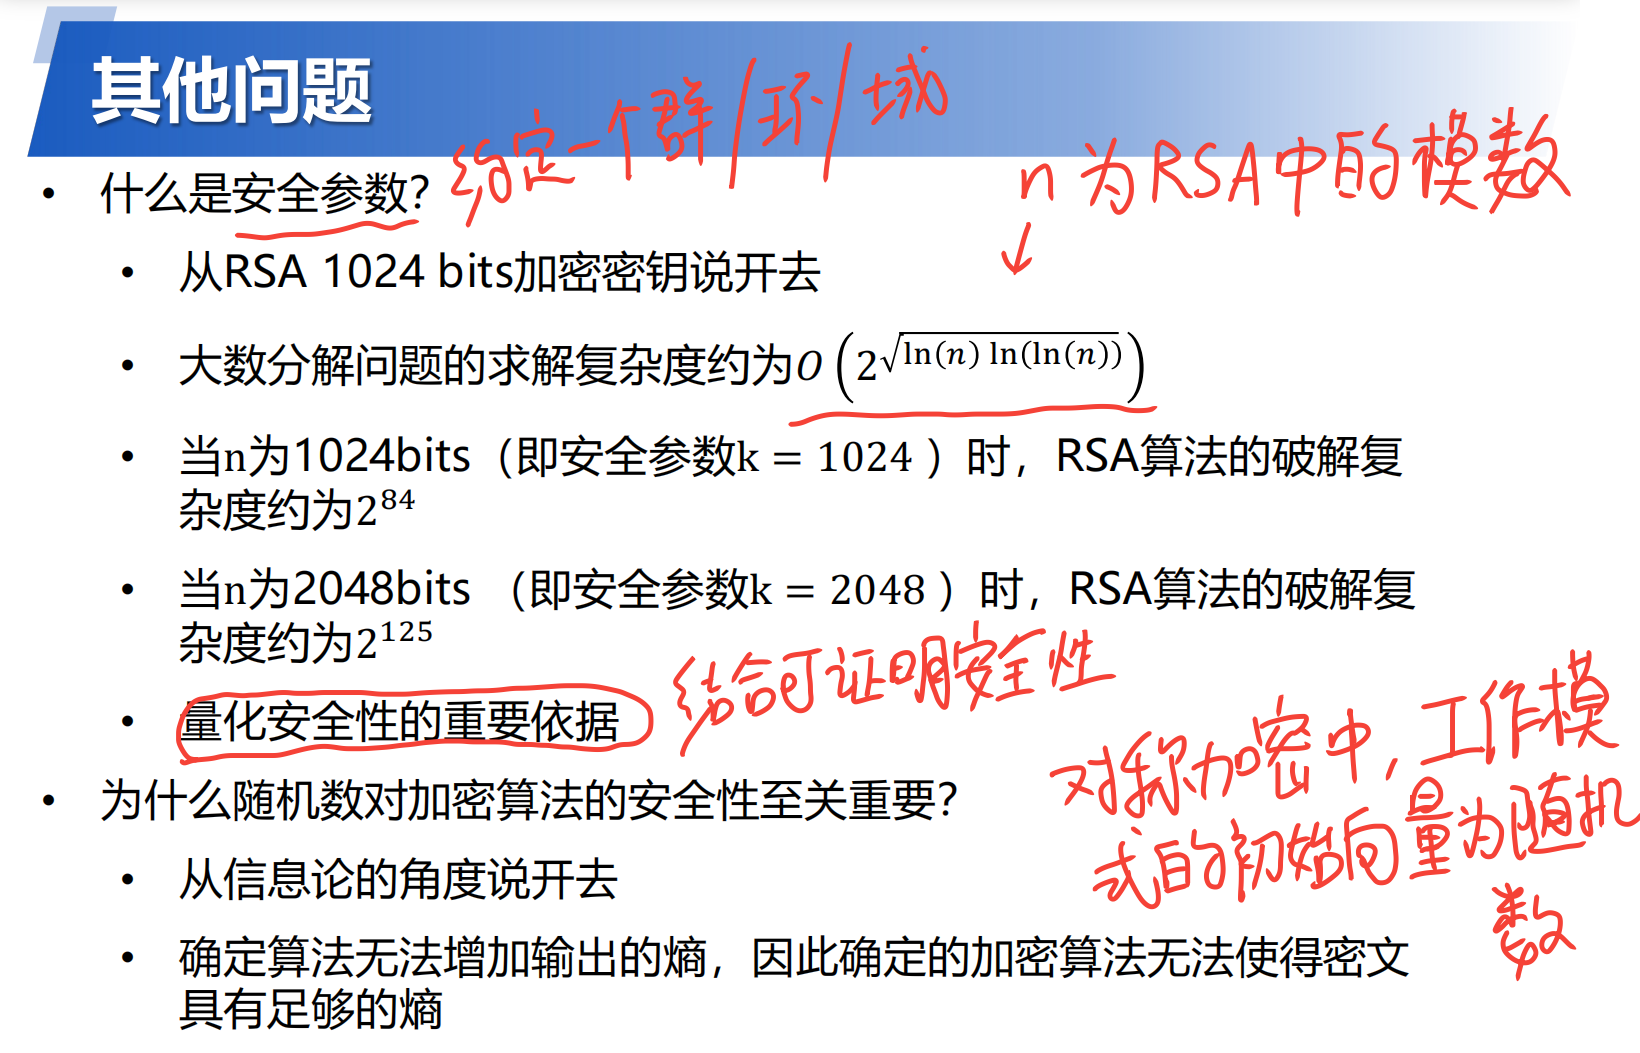 其他问题
给定一个群/环/域
n为RSA中的模数
• 什么是安全参数？
• 从RSA 1024 bits加密密钥说开去
• 大数分解问题的求解复杂度约为O(2^√(ln(n) ln(ln(n))))
• 当n为1024bits（即安全参数k = 1024 ）时，RSA算法的破解复
杂度约为2^84
• 当n为2048bits （即安全参数k = 2048 ）时，RSA算法的破解复
杂度约为2^125
• 量化安全性的重要依据
结合可证明安全性
对称加密中，工作模
式的初始向量为随机
数
• 为什么随机数对加密算法的安全性至关重要？
• 从信息论的角度说开去
• 确定算法无法增加输出的熵，因此确定的加密算法无法使得密文
具有足够的熵